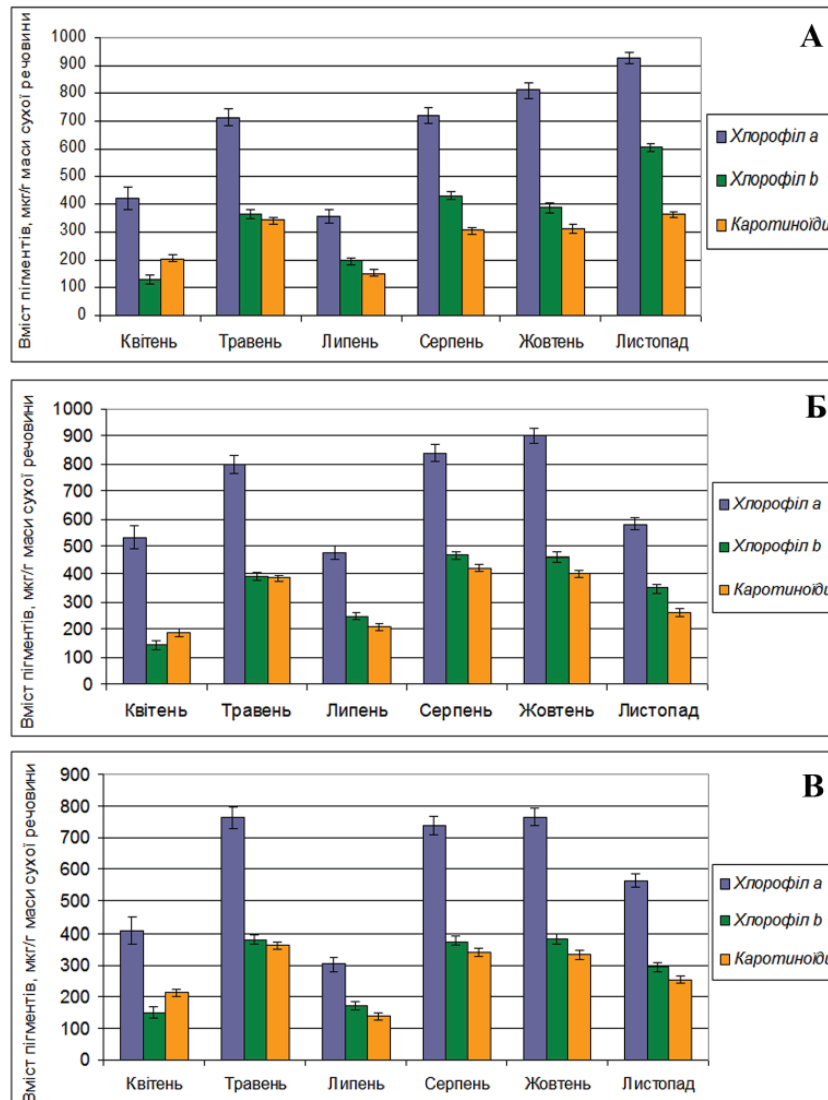 А
Вміст пігментів, мкг/г маси сухої речовини
1000
900
800
700
600
500
400
300
200
100
0
Квітень Травень Липень Серпень Жовтень Листопад
Хлорофіл a
Хлорофіл b
Каротиноїди
Б
Вміст пігментів, мкг/г маси сухої речовини
1000
900
800
700
600
500
400
300
200
100
0
Квітень Травень Липень Серпень Жовтень Листопад
Хлорофіл a
Хлорофіл b
Каротиноїди
В
Вміст пігментів, мкг/г маси сухої речовини
900
800
700
600
500
400
300
200
100
0
Квітень Травень Липень Серпень Жовтень Листопад
Хлорофіл a
Хлорофіл b
Каротиноїди